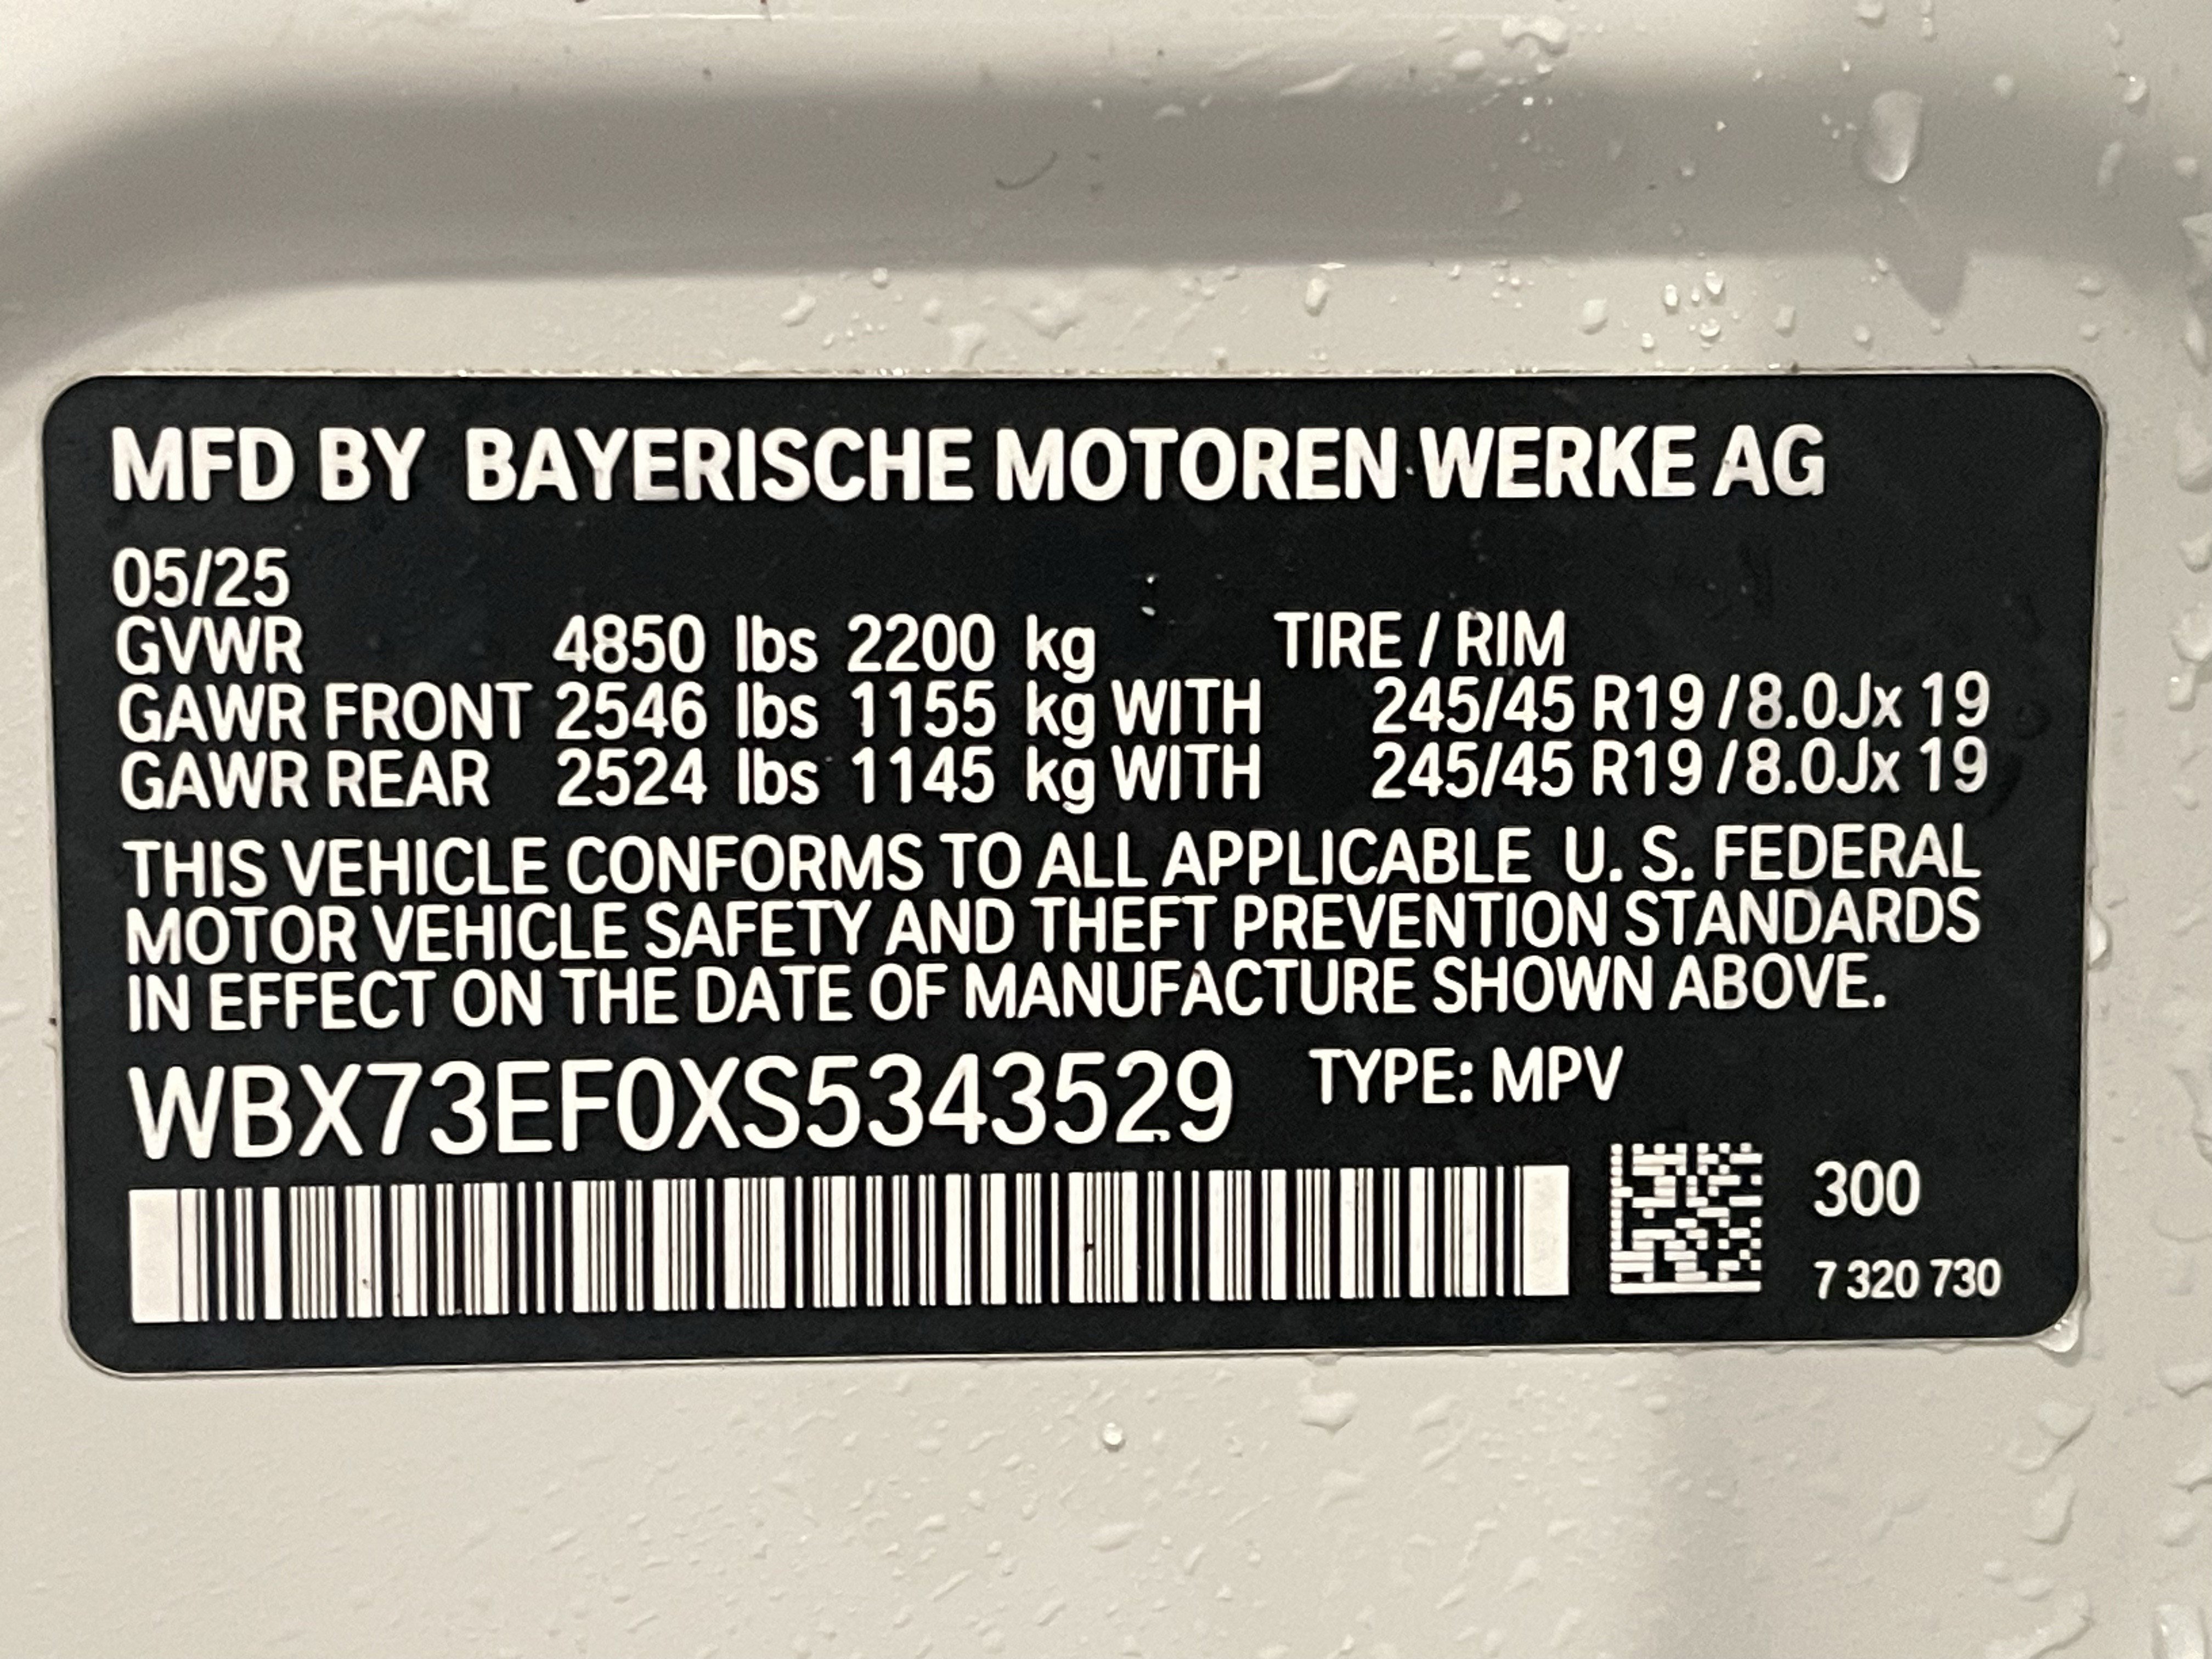 MFD BY BAYERISCHE MOTOREN WERKE AG
05/25
GVWR 4850 lbs 2200 kg TIRE / RIM
GAWR FRONT 2546 lbs 1155 kg WITH 245/45 R19 / 8.0Jx 19
GAWR REAR 2524 lbs 1145 kg WITH 245/45 R19 / 8.0Jx 19
THIS VEHICLE CONFORMS TO ALL APPLICABLE U. S. FEDERAL
MOTOR VEHICLE SAFETY AND THEFT PREVENTION STANDARDS
IN EFFECT ON THE DATE OF MANUFACTURE SHOWN ABOVE.
WBX73EF0XS5343529 TYPE: MPV
300
7 320 730